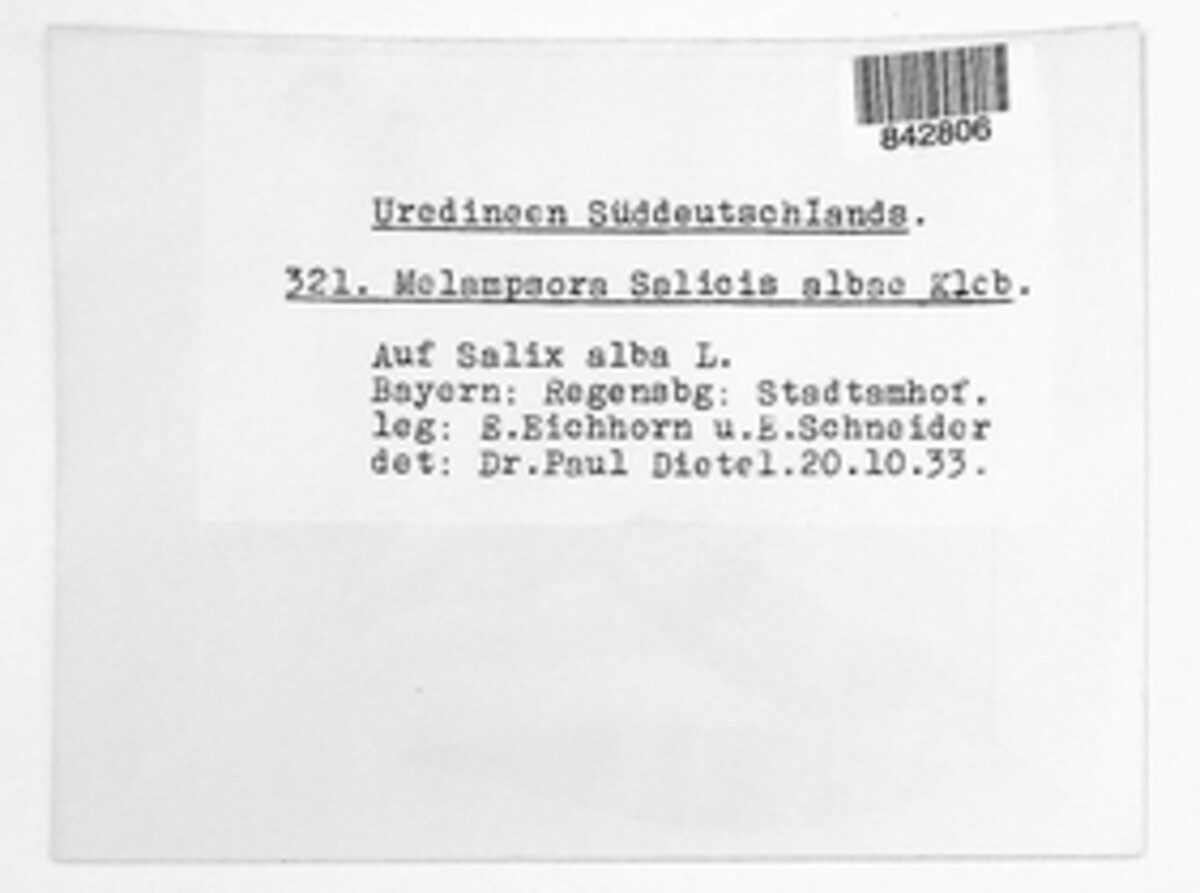 842806
Uredineen Süddeutschlands.
321. Melampsora Salicis albae Kleb.
Auf Salix alba L.
Bayern: Regensbg: Stadtamhof.
leg: E.Eichhorn u.E.Schneider
det: Dr.Paul Dietel.20.10.33.